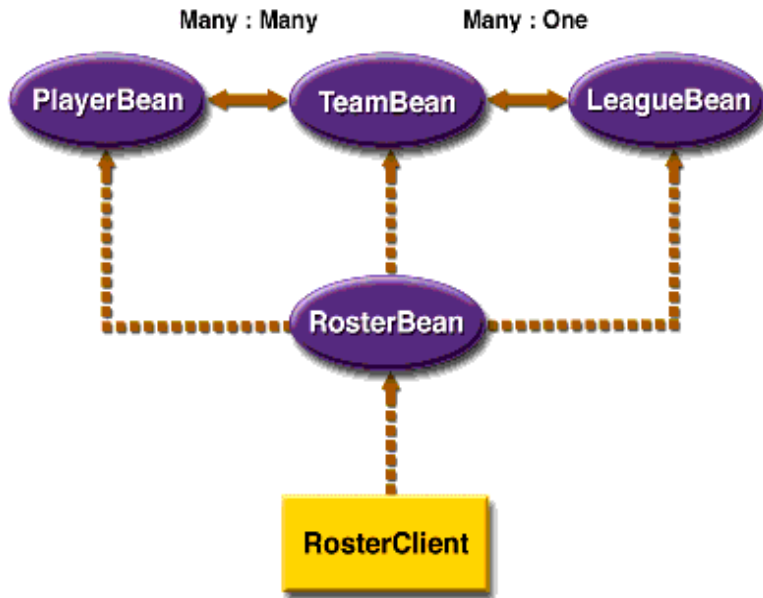 Many : Many
Many : One
PlayerBean
TeamBean
LeagueBean
RosterBean
RosterClient